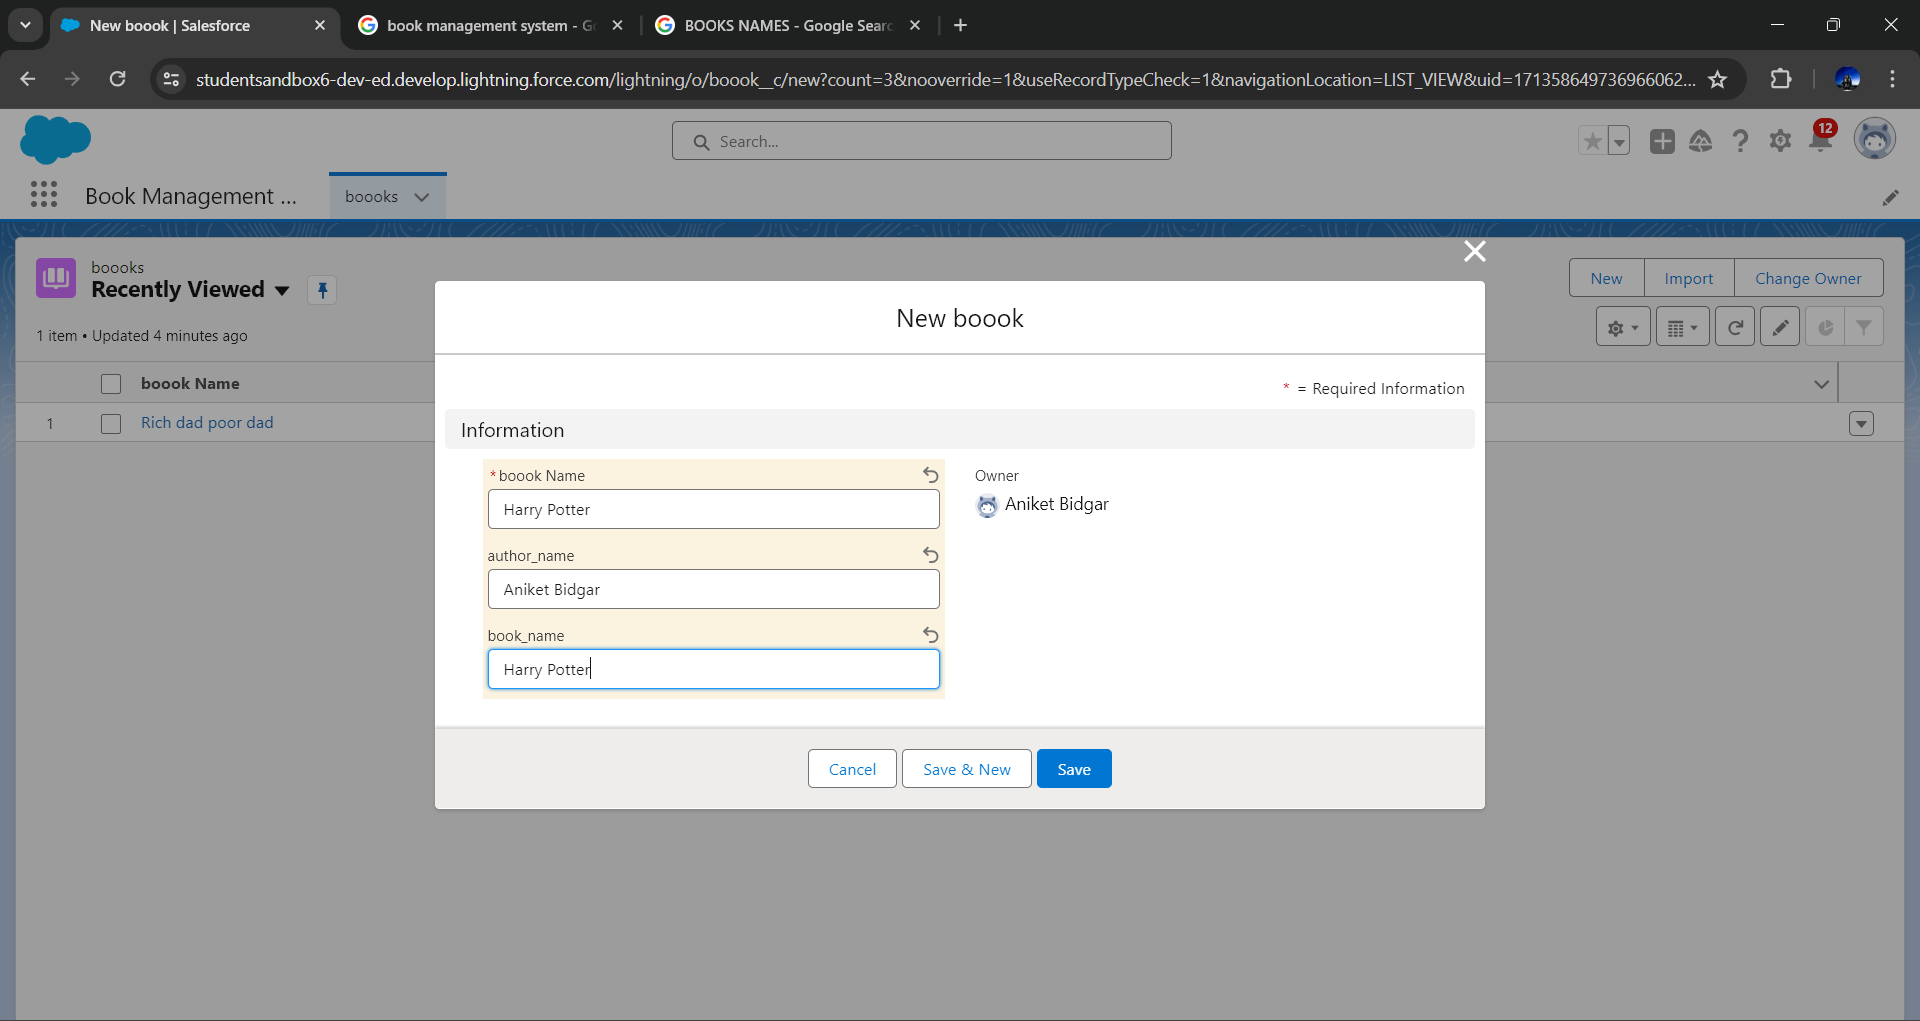 New boook | Salesforce
book management system - G
BOOKS NAMES - Google Searc
studentsandbox6-dev-ed.develop.lightning.force.com/lightning/o/boook__c/new?count=3&nooverride=1&useRecordTypeCheck=1&navigationLocation=LIST_VIEW&uid=171358649736966062...
Search...
12
Book Management ...
boooks
boooks
Recently Viewed
New
Import
Change Owner
1 item • Updated 4 minutes ago
boook Name
1
Rich dad poor dad
New boook
* = Required Information
Information
*boook Name
Harry Potter
Owner
Aniket Bidgar
author_name
Aniket Bidgar
book_name
Harry Potter
Cancel
Save & New
Save